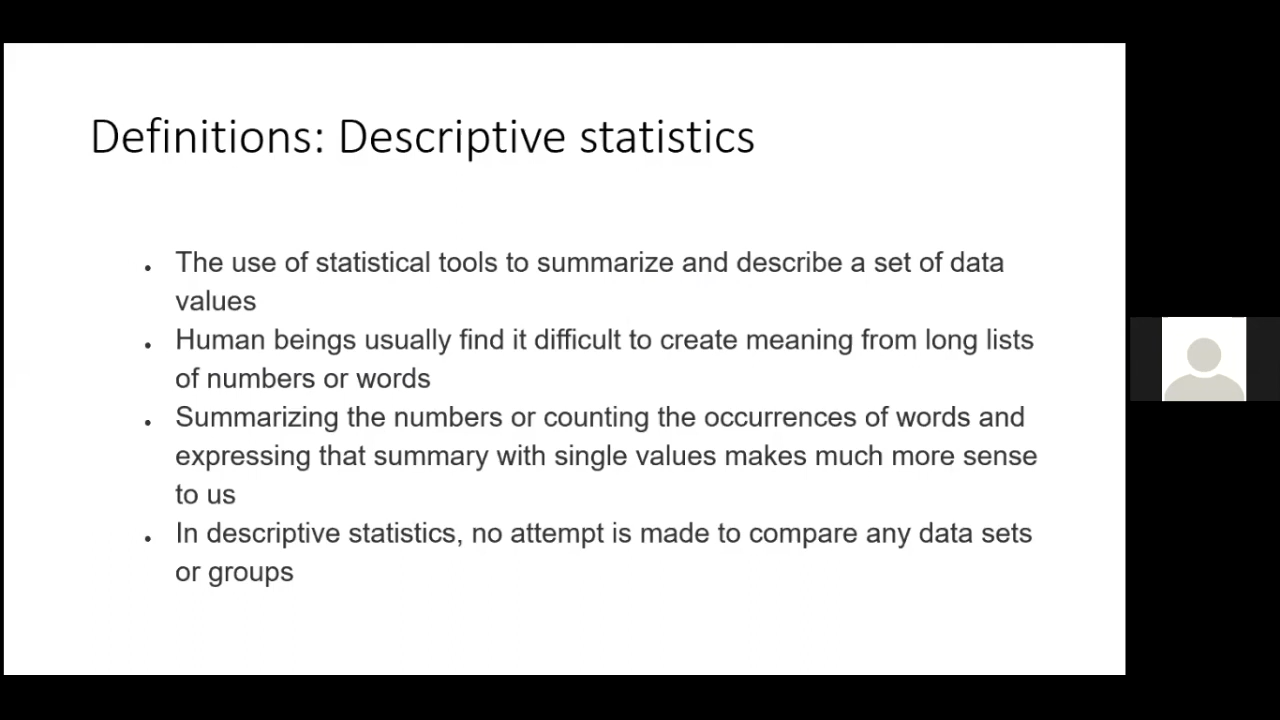 Definitions: Descriptive statistics
• The use of statistical tools to summarize and describe a set of data
values
• Human beings usually find it difficult to create meaning from long lists
of numbers or words
• Summarizing the numbers or counting the occurrences of words and
expressing that summary with single values makes much more sense
to us
• In descriptive statistics, no attempt is made to compare any data sets
or groups